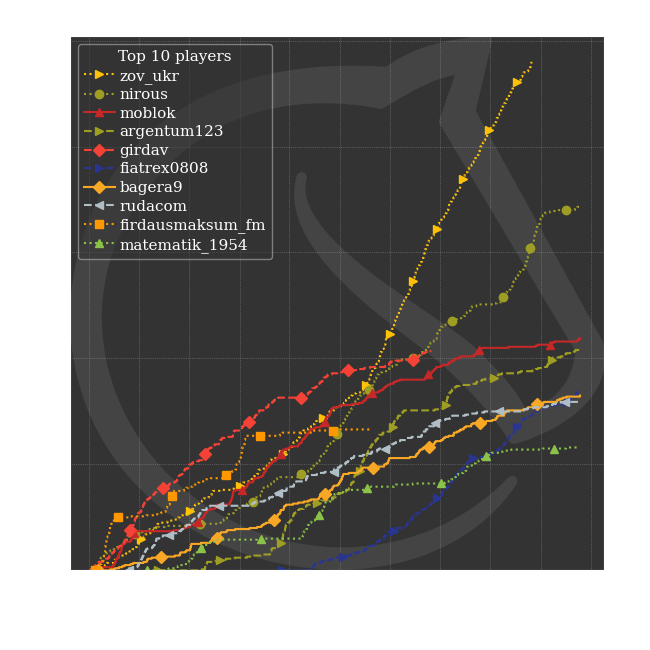 Top 10 players
zov_ukr
nirous
moblok
argentum123
girdav
fiatrex0808
bagera9
rudacom
firdausmaksum_fm
matematik_1954